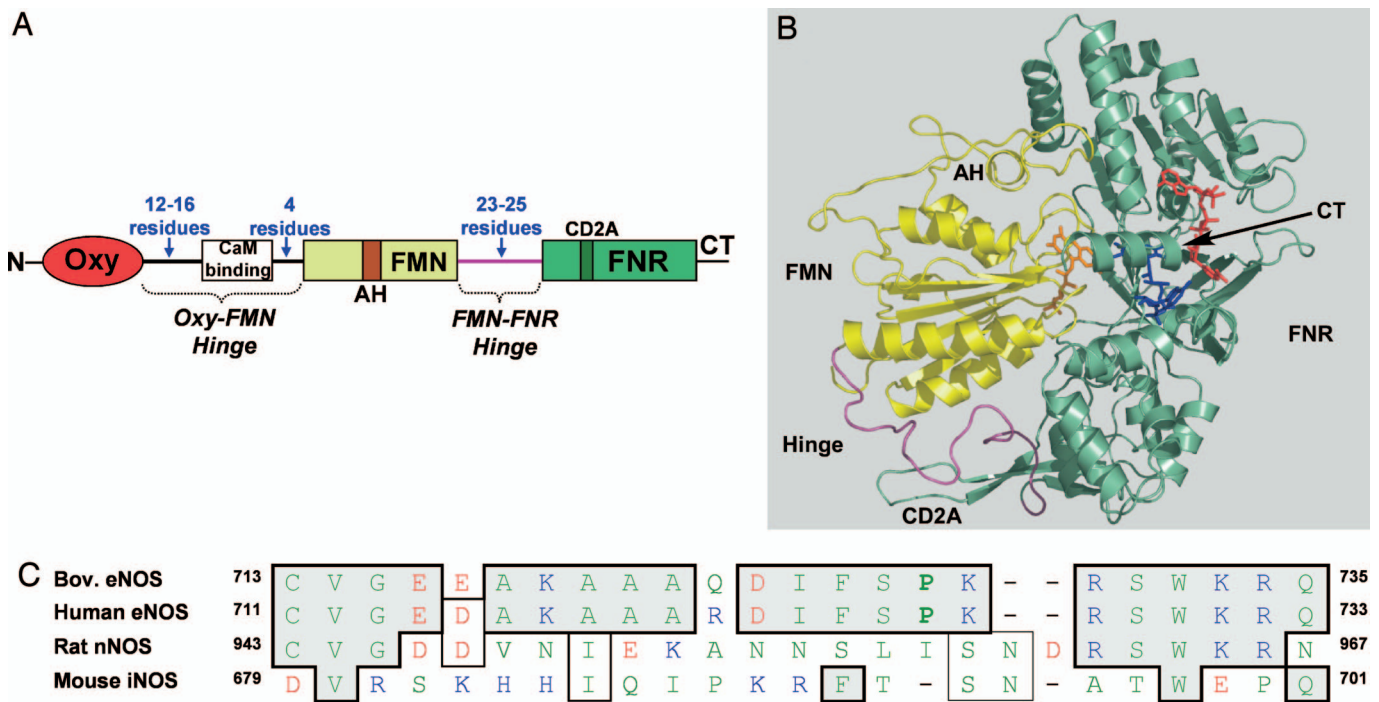 A
12-16
residues
4
residues
23-25
residues
N
Oxy
CaM
binding
FMN
CD2A
FNR
CT
AH
Oxy-FMN
Hinge
FMN-FNR
Hinge
B
AH
CT
FMN
FNR
Hinge
CD2A
C
Bov. eNOS 713 C V G E E A K A A A Q D I F S P K - - R S W K R Q 735
Human eNOS 711 C V G E D A K A A A R D I F S P K - - R S W K R Q 733
Rat nNOS 943 C V G D D V N I E K A N N S L I S N D R S W K R N 967
Mouse iNOS 679 D V R S K H H I Q I P K R F T - S N - A T W E P Q 701